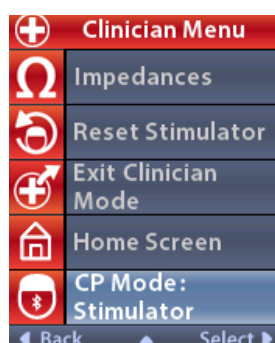 Clinician Menu
Impedances
Reset Stimulator
Exit Clinician
Mode
Home Screen
CP Mode:
Stimulator
Back Select